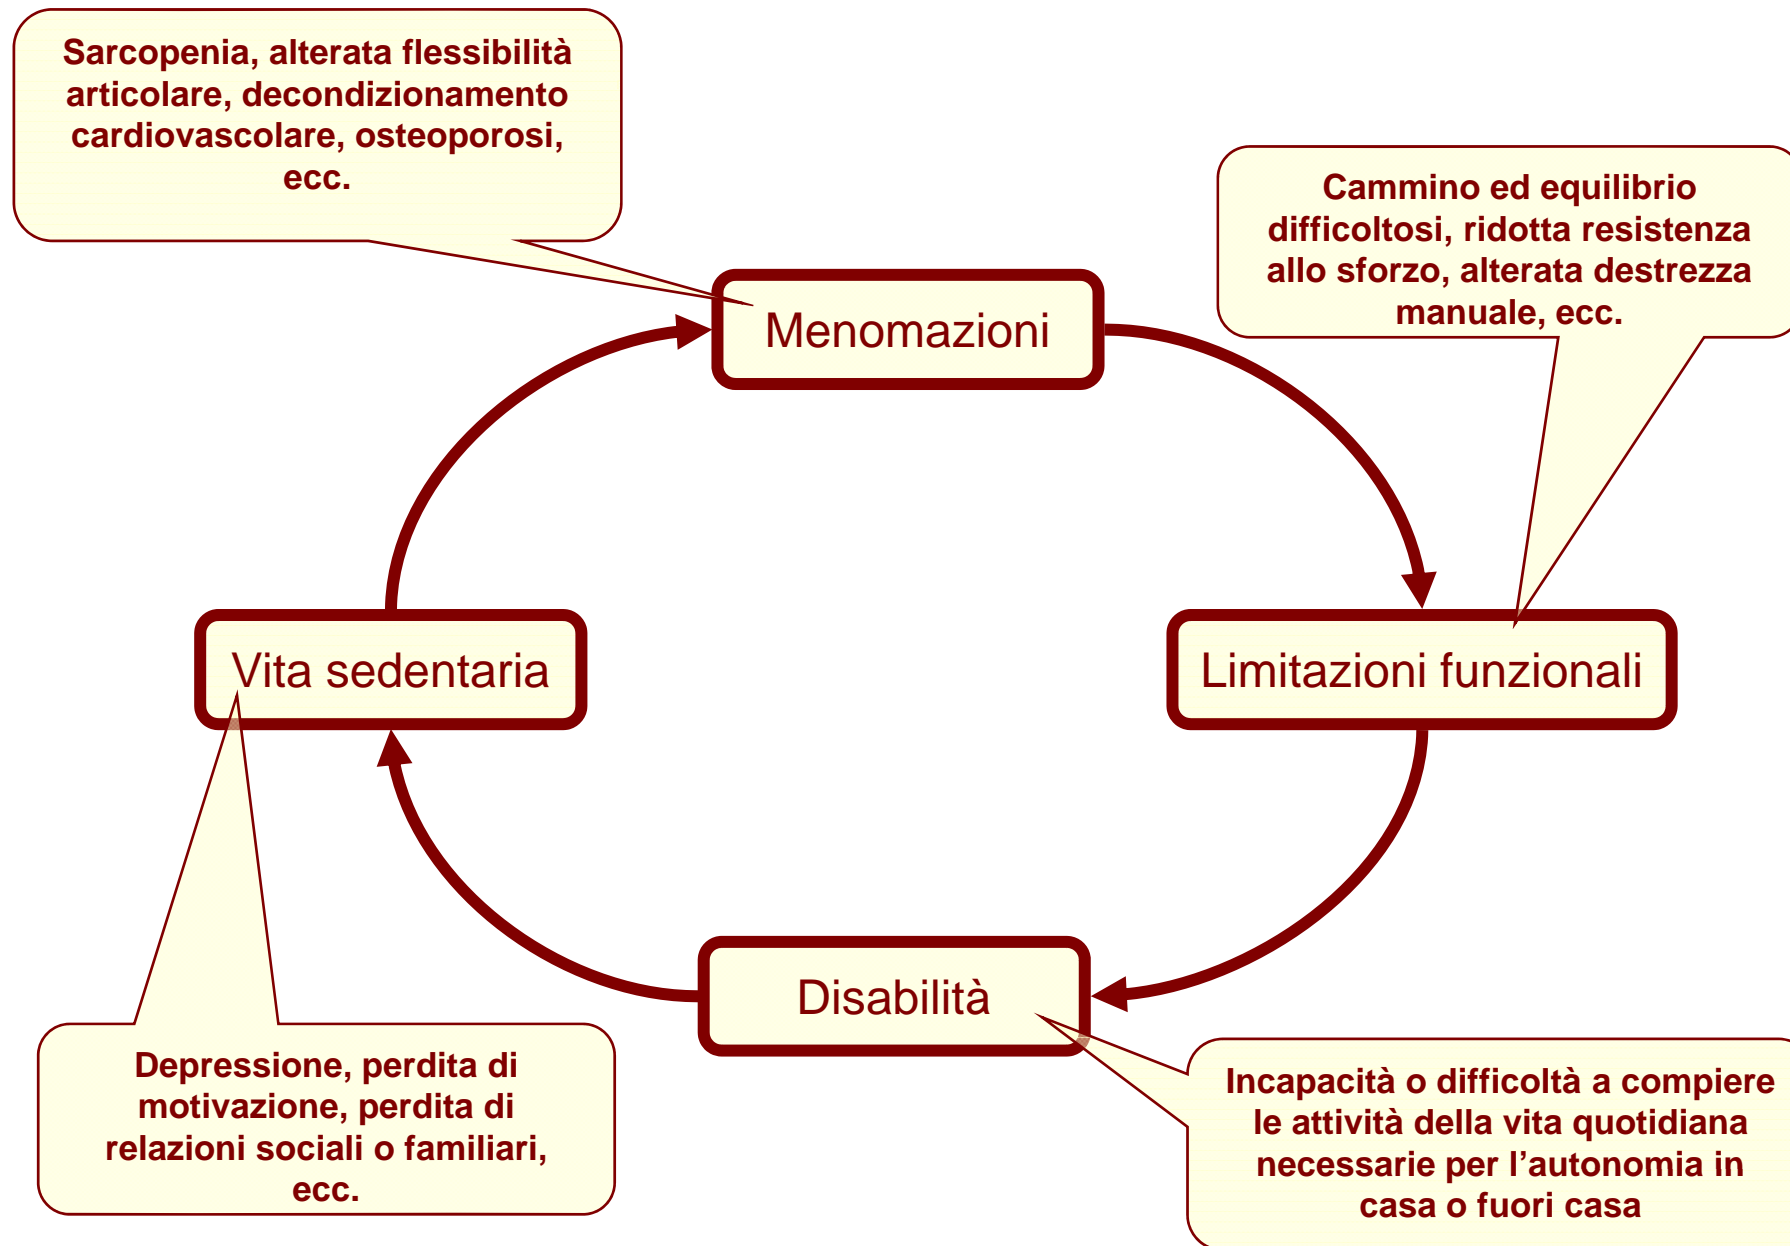 Sarcopenia, alterata flessibilità
articolare, decondizionamento
cardiovascolare, osteoporosi,
ecc.
Cammino ed equilibrio
difficoltosi, ridotta resistenza
allo sforzo, alterata destrezza
manuale, ecc.
Menomazioni
Vita sedentaria
Limitazioni funzionali
Disabilità
Depressione, perdita di
motivazione, perdita di
relazioni sociali o familiari,
ecc.
Incapacità o difficoltà a compiere
le attività della vita quotidiana
necessarie per l’autonomia in
casa o fuori casa